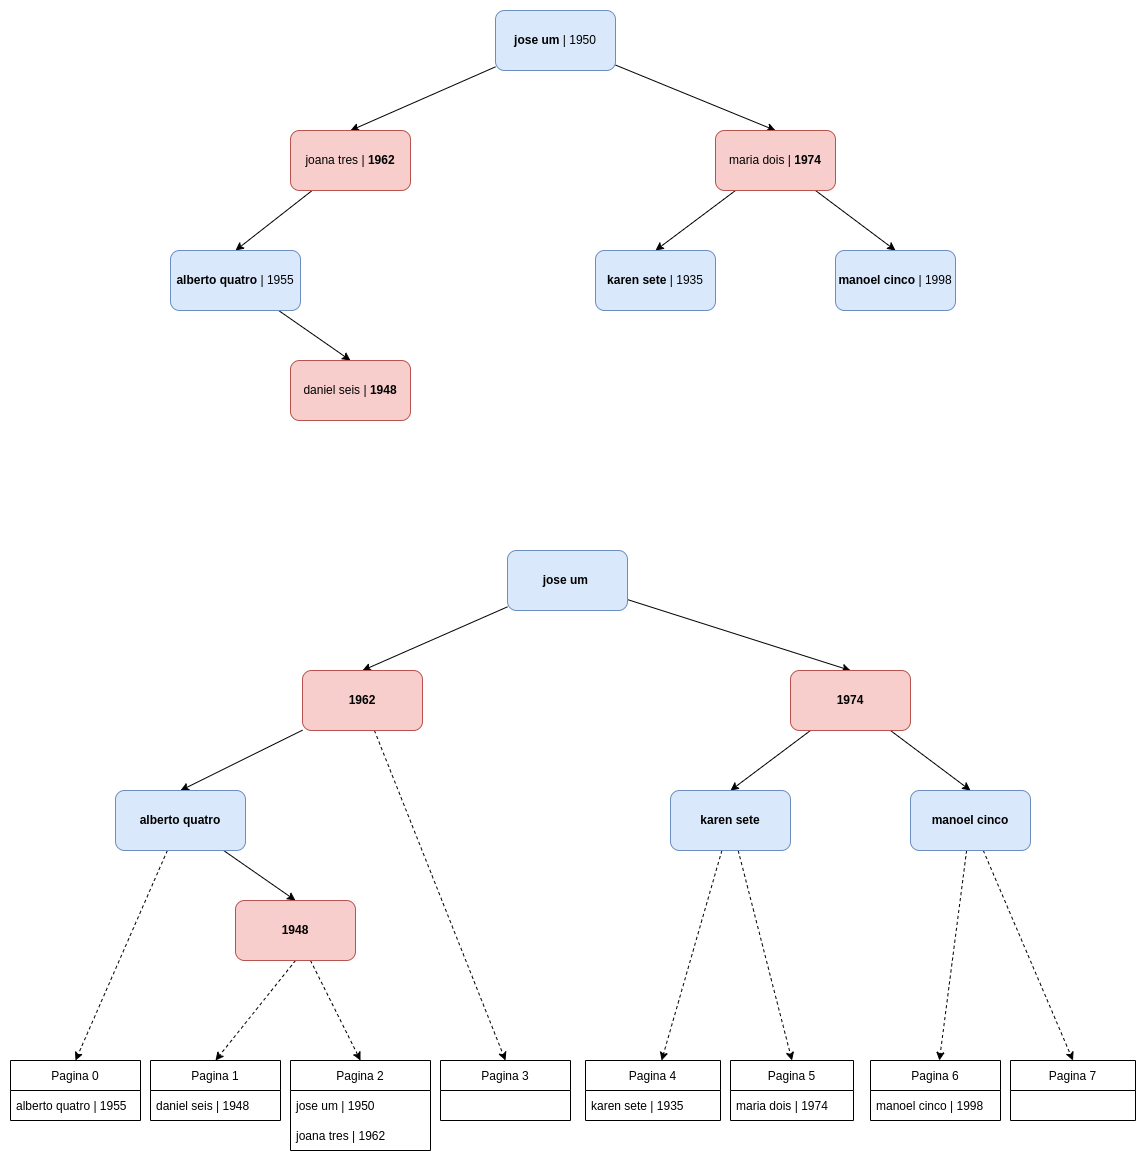 jose um | 1950
joana tres | 1962
maria dois | 1974
alberto quatro | 1955
karen sete | 1935
manoel cinco | 1998
daniel seis | 1948
jose um
1962
1974
alberto quatro
karen sete
manoel cinco
1948
Pagina 0
Pagina 1
Pagina 2
Pagina 3
Pagina 4
Pagina 5
Pagina 6
Pagina 7
alberto quatro | 1955
daniel seis | 1948
jose um | 1950
karen sete | 1935
maria dois | 1974
manoel cinco | 1998
joana tres | 1962